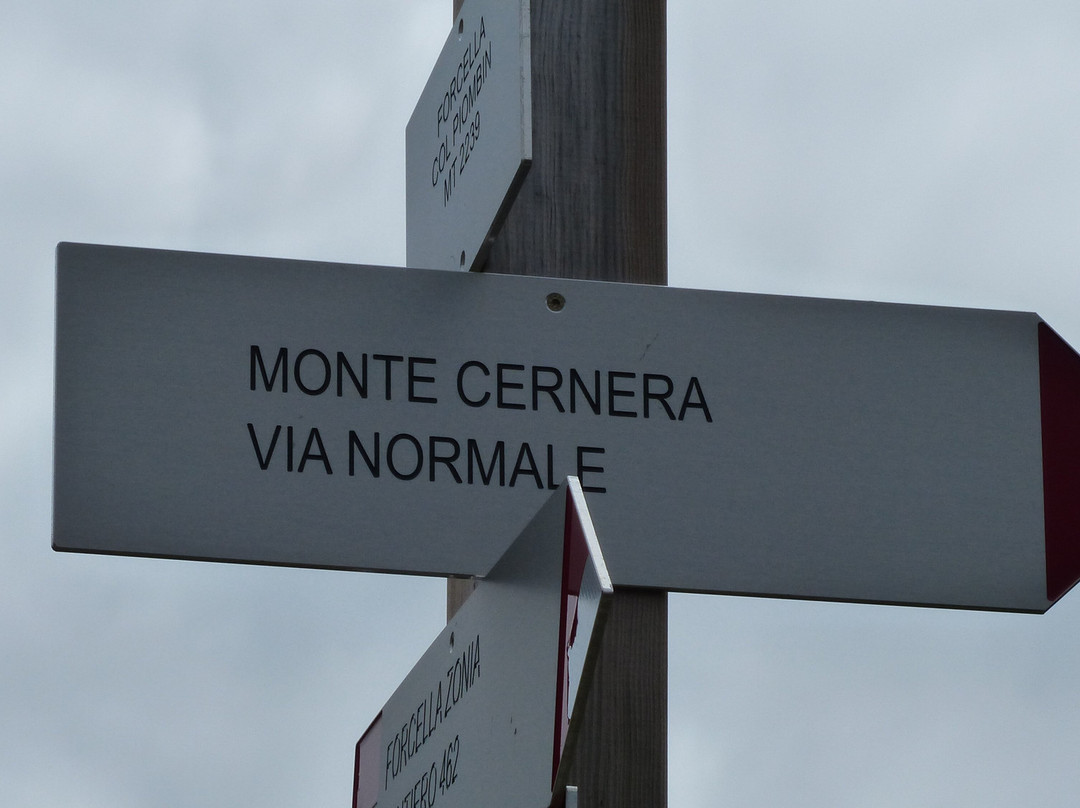 FORCELLA
COL PIOMBIN
MT 2239
MONTE CERNERA
VIA NORMALE
FORCELLA ZONIA
462